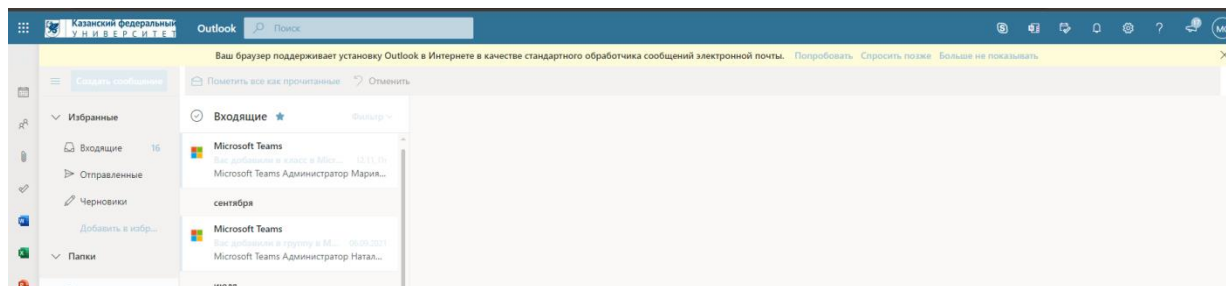 Казанский федеральный
УНИВЕРСИТЕТ
Outlook
Поиск
Ваш браузер поддерживает установку Outlook в Интернете в качестве стандартного обработчика сообщений электронной почты. Попробовать Спросить позже Больше не показывать
Создать сообщение
Пометить все как прочитанные Отменить
Избранные
Входящие
Фильтр
Входящие 16
Microsoft Teams
Вас добавили в класс в Micr...
Microsoft Teams Администратор Мария...
Отправленные
Черновики
сентября
Добавить в избр...
Microsoft Teams
Вас добавили в группу в M... 06.09.2021
Microsoft Teams Администратор Натал...
Папки
июля